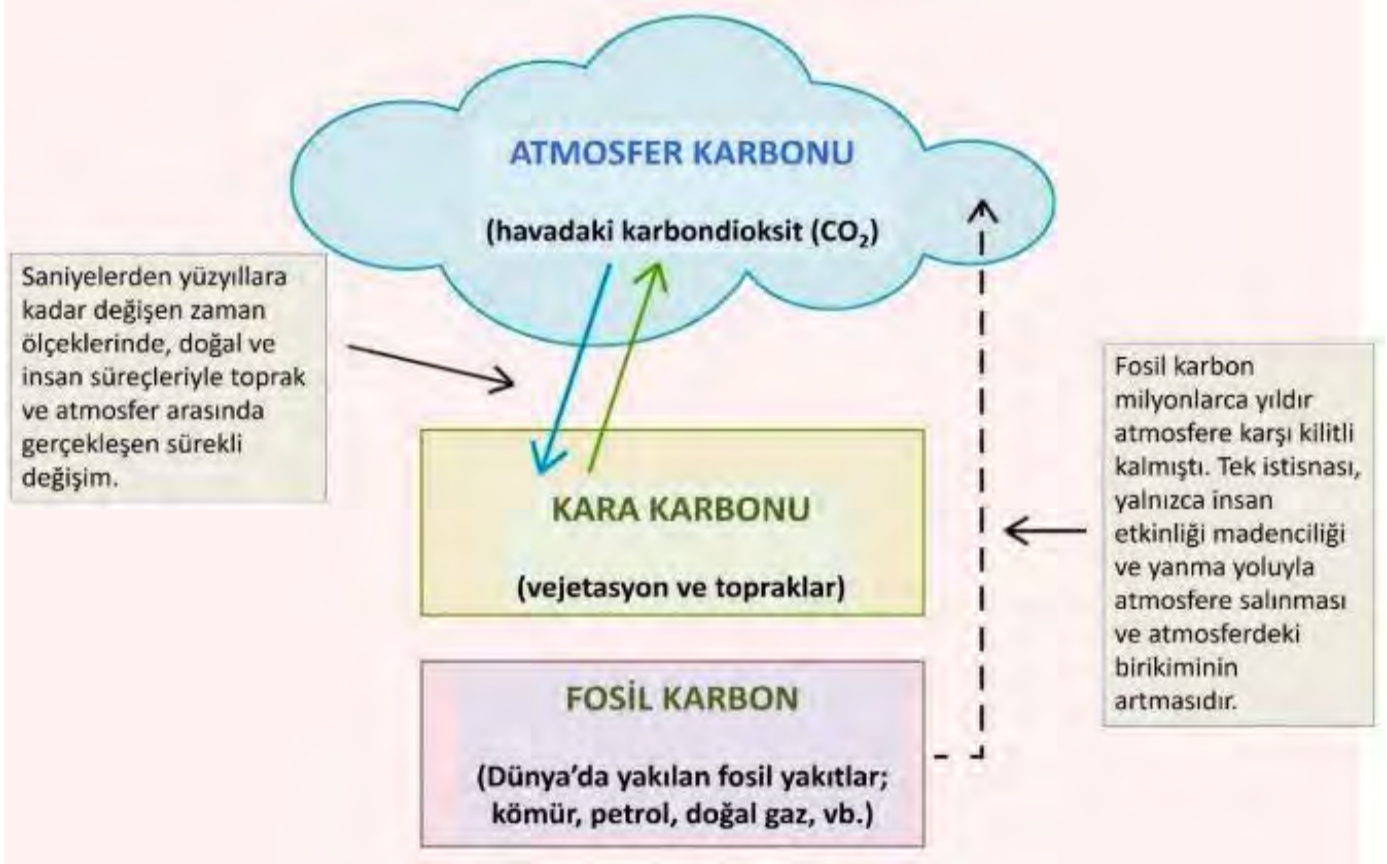 ATMOSFER KARBONU
(havadaki karbondioksit (CO₂)
Saniyelerden yüzyıllara
kadar değişen zaman
ölçeklerinde, doğal ve
insan süreçleriyle toprak
ve atmosfer arasında
gerçekleşen sürekli
değişim.
KARA KARBONU
(vejetasyon ve topraklar)
FOSİL KARBON
(Dünya’da yakılan fosil yakıtlar;
kömür, petrol, doğal gaz, vb.)
Fosil karbon
milyonlarca yıldır
atmosfere karşı kilitli
kalmıştı. Tek istisnası,
yalnızca insan
etkinliği madenciliği
ve yanma yoluyla
atmosfere salınması
ve atmosferdeki
birikiminin
artmasıdır.